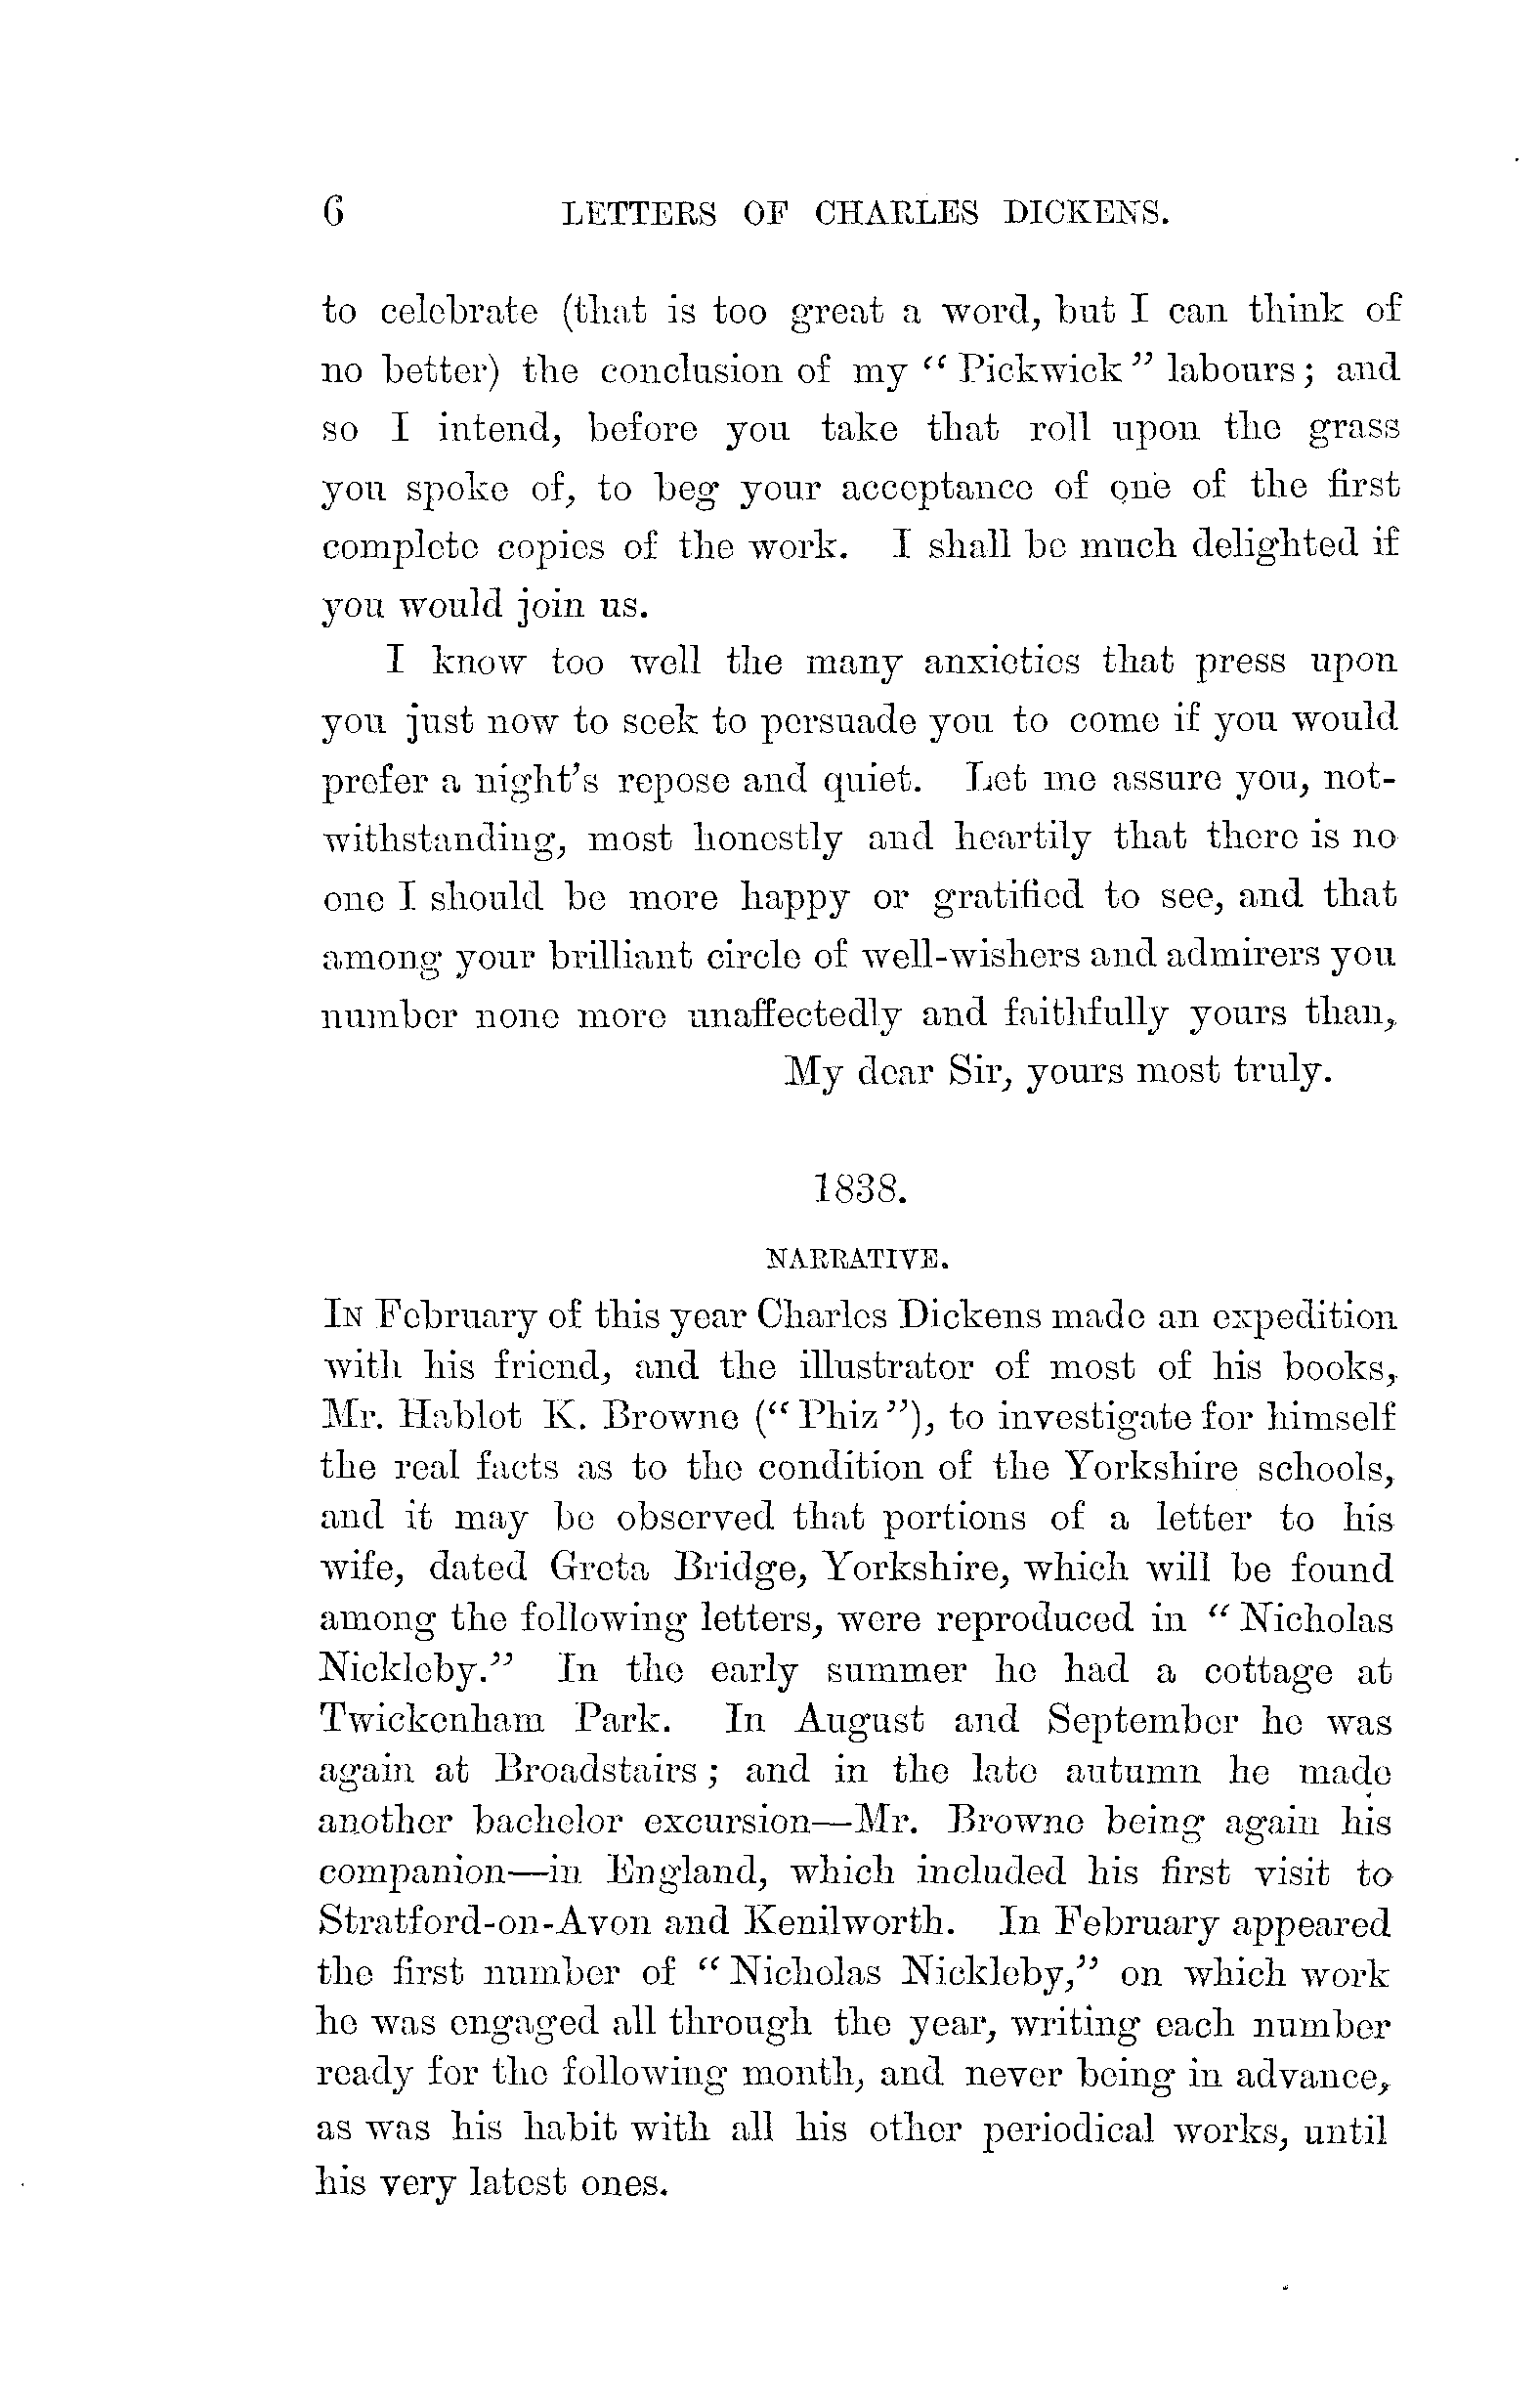 6 LETTERS OF CHARLES DICKENS.
to celebrate (that is too great a word, but I can think of
no better) the conclusion of my “Pickwick” labours; and
so I intend, before you take that roll upon the grass
you spoke of, to beg your acceptance of one of the first
complete copies of the work. I shall be much delighted if
you would join us.
I know too well the many anxieties that press upon
you just now to seek to persuade you to come if you would
prefer a night’s repose and quiet. Let me assure you, not-
withstanding, most honestly and heartily that there is no
one I should be more happy or gratified to see, and that
among your brilliant circle of well-wishers and admirers you
number none more unaffectedly and faithfully yours than,
My dear Sir, yours most truly.
1838.
NARRATIVE.
IN February of this year Charles Dickens made an expedition
with his friend, and the illustrator of most of his books,
Mr. Hablot K. Browne (“Phiz”), to investigate for himself
the real facts as to the condition of the Yorkshire schools,
and it may be observed that portions of a letter to his
wife, dated Greta Bridge, Yorkshire, which will be found
among the following letters, were reproduced in “Nicholas
Nickleby.” In the early summer he had a cottage at
Twickenham Park. In August and September he was
again at Broadstairs; and in the late autumn he made
another bachelor excursion—Mr. Browne being again his
companion—in England, which included his first visit to
Stratford-on-Avon and Kenilworth. In February appeared
the first number of “Nicholas Nickleby,” on which work
he was engaged all through the year, writing each number
ready for the following month, and never being in advance,
as was his habit with all his other periodical works, until
his very latest ones.